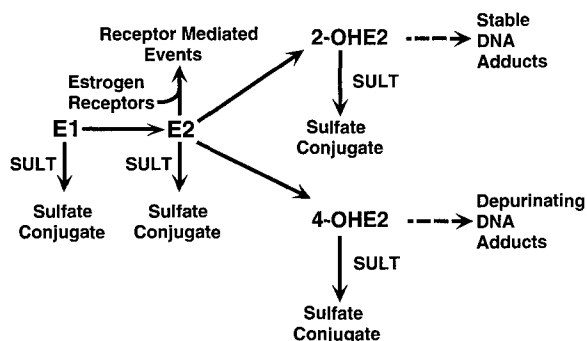 Receptor Mediated
Events
Estrogen
Receptors
E1
E2
SULT
Sulfate
Conjugate
SULT
Sulfate
Conjugate
2-OHE2
SULT
Sulfate
Conjugate
Stable
DNA
Adducts
4-OHE2
SULT
Sulfate
Conjugate
Depurinating
DNA
Adducts